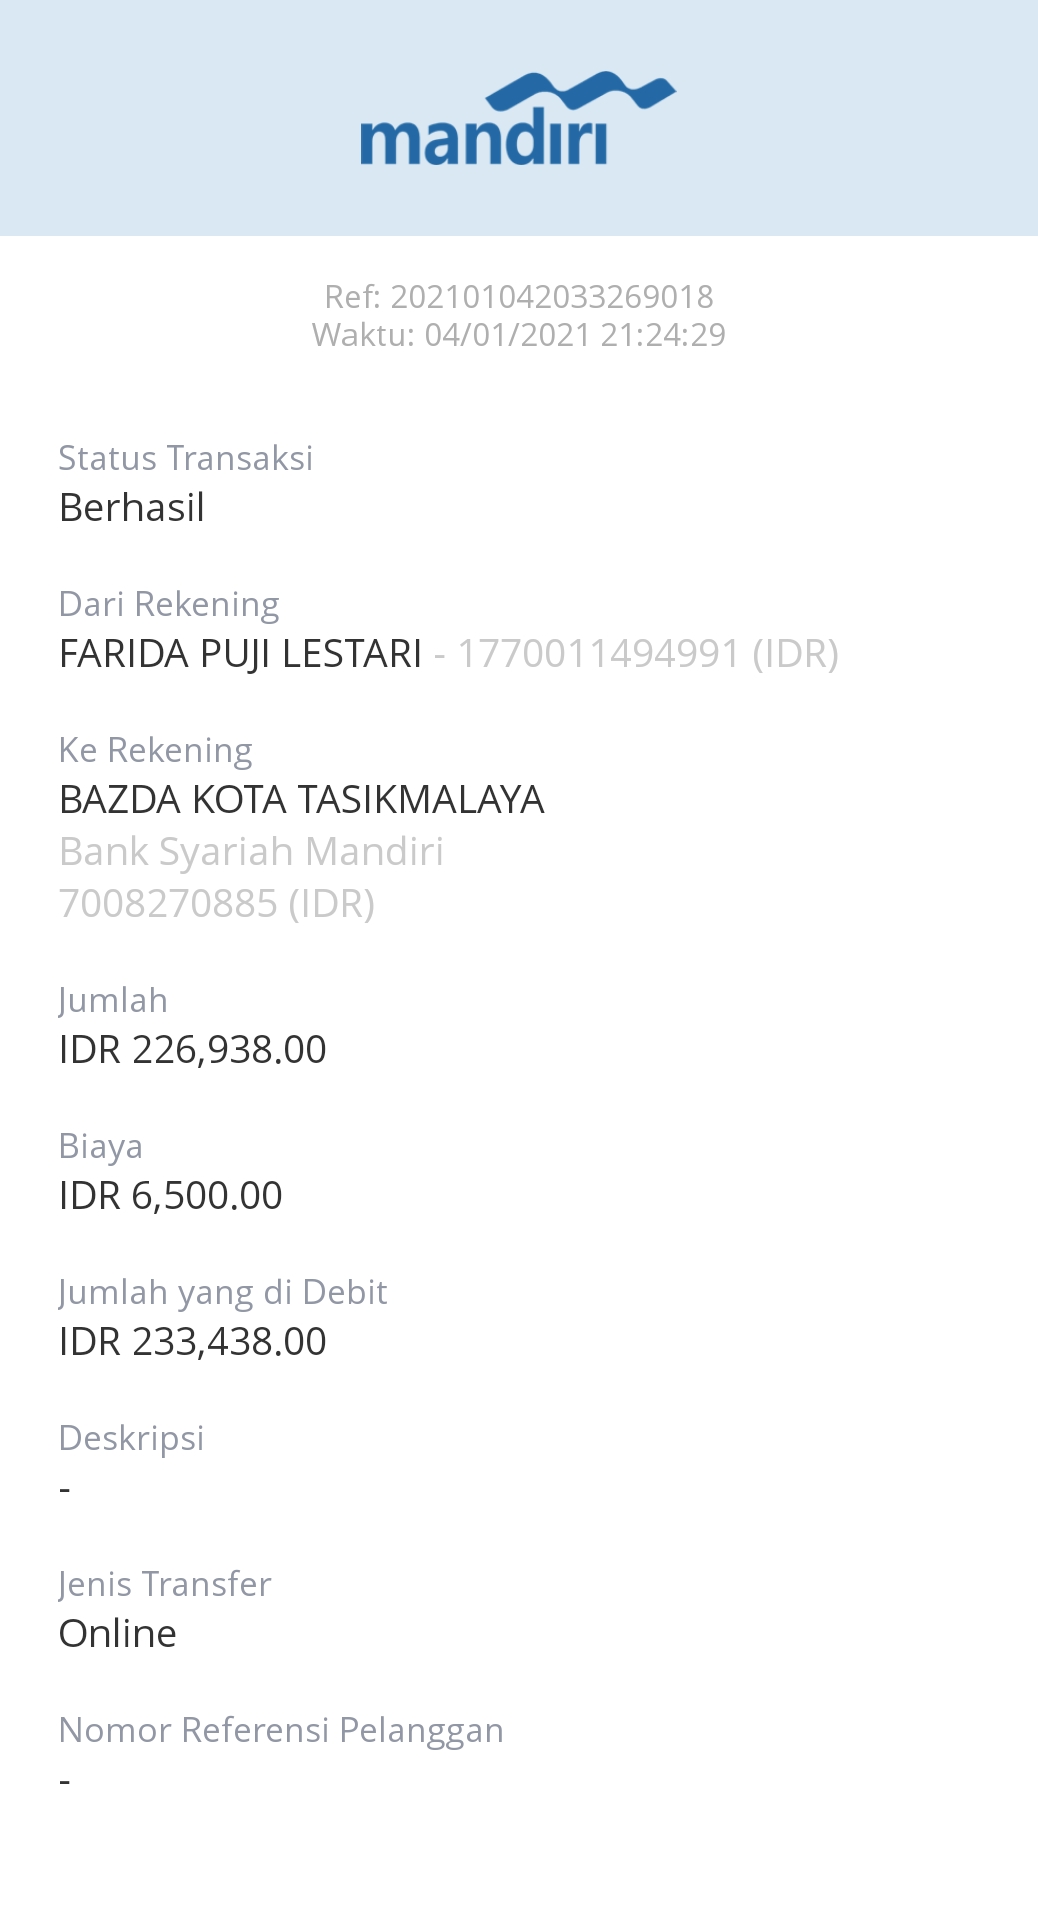 mandiri
Ref: 202101042033269018
Waktu: 04/01/2021 21:24:29
Status Transaksi
Berhasil
Dari Rekening
FARIDA PUJI LESTARI - 1770011494991 (IDR)
Ke Rekening
BAZDA KOTA TASIKMALAYA
Bank Syariah Mandiri
7008270885 (IDR)
Jumlah
IDR 226,938.00
Biaya
IDR 6,500.00
Jumlah yang di Debit
IDR 233,438.00
Deskripsi
-
Jenis Transfer
Online
Nomor Referensi Pelanggan
-